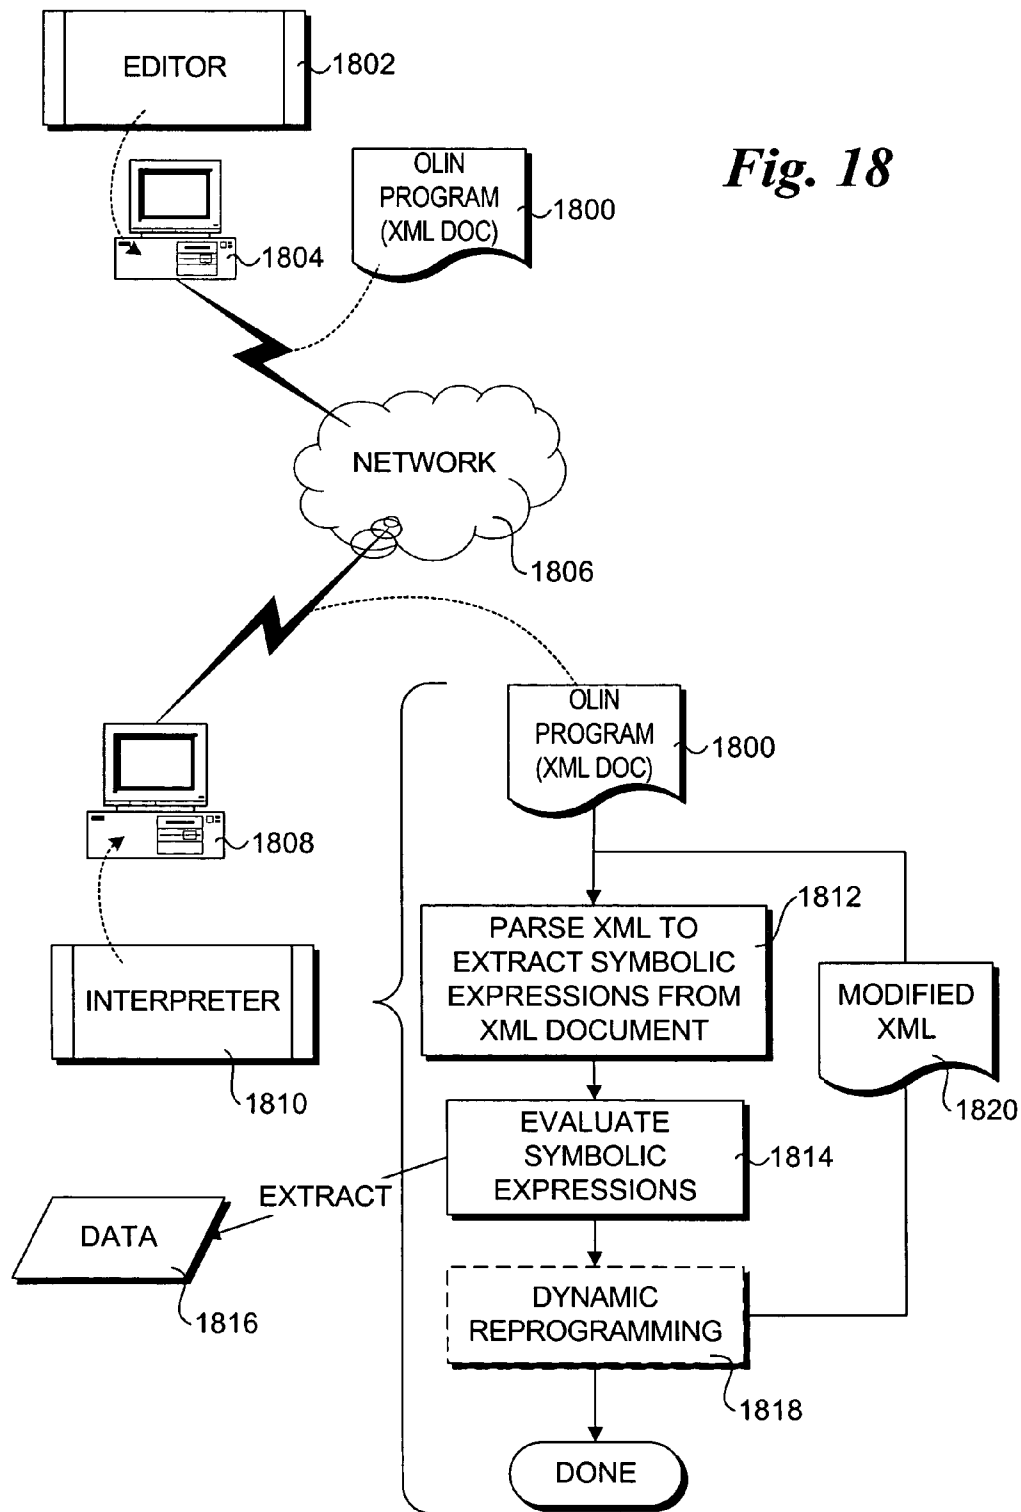 EDITOR
1802
Fig. 18
OLIN
PROGRAM
(XML DOC)
1800
1804
NETWORK
1806
OLIN
PROGRAM
(XML DOC)
1800
1808
1812
PARSE XML TO
EXTRACT SYMBOLIC
EXPRESSIONS FROM
XML DOCUMENT
INTERPRETER
1810
MODIFIED
XML
1820
EVALUATE
SYMBOLIC
EXPRESSIONS
1814
EXTRACT
DATA
1816
DYNAMIC
REPROGRAMMING
1818
DONE